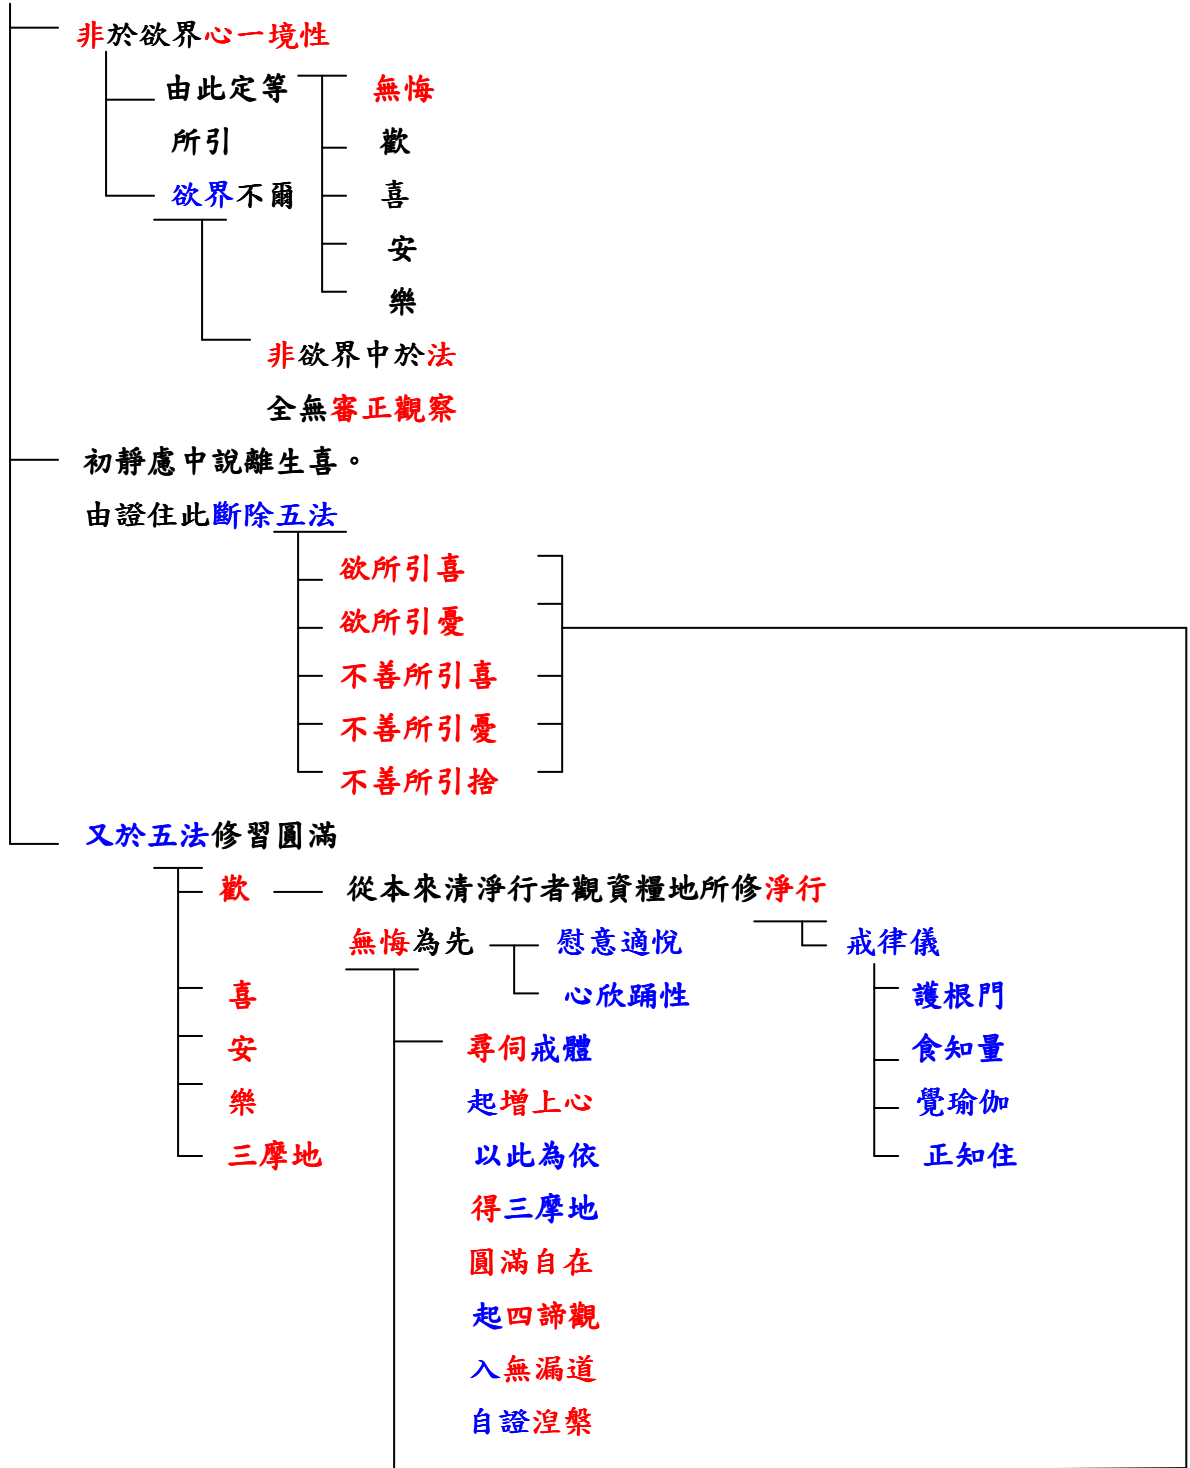 非於欲界心一境性
由此定等 無悔
所引 歡
欲界不爾 喜
安
樂
非欲界中於法
全無審正觀察
初靜慮中說離生喜。
由證住此斷除五法
欲所引喜
欲所引憂
不善所引喜
不善所引憂
不善所引捨
又於五法修習圓滿
歡 從本來清淨行者觀資糧地所修淨行
無悔為先 慰意適悅 戒律儀
喜 心欣踊性 護根門
安 尋伺戒體 食知量
樂 起增上心 覺瑜伽
三摩地 以此為依 正知住
得三摩地
圓滿自在
起四諦觀
入無漏道
自證涅槃